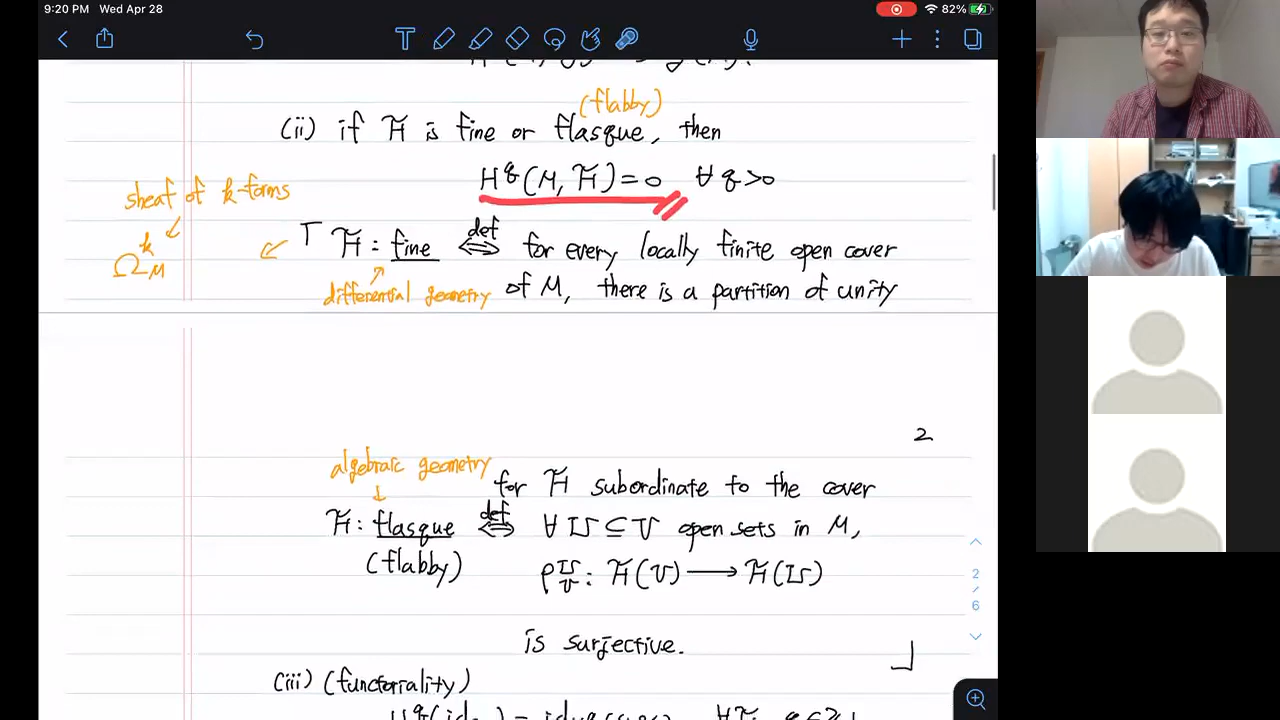 9:20 PM Wed Apr 28
82%
(flabby)
(ii) if ℱ is fine or flasque, then
H^q(M, ℱ) = 0 ∀ q > 0
sheaf of k-forms
Ω^k_M
ℱ : fine ⟺ def for every locally finite open cover
differential geometry
of M, there is a partition of unity
2
algebraic geometry
for ℱ subordinate to the cover
ℱ : flasque ⟺ def ∀ U ⊆ V open sets in M,
(flabby)
ρ^U_V : ℱ(V) ⟶ ℱ(U)
is surjective.
(iii) (functoriality)
2
/
6